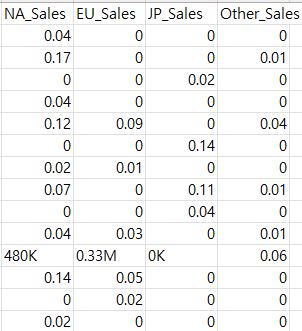 NA_Sales EU_Sales JP_Sales Other_Sales
0.04 0 0 0
0.17 0 0 0.01
0 0 0.02 0
0.04 0 0 0
0.12 0.09 0 0.04
0 0 0.14 0
0.02 0.01 0 0
0.07 0 0.11 0.01
0 0 0.04 0
0.04 0.03 0 0.01
480K 0.33M 0K 0.06
0.14 0.05 0 0
0 0.02 0 0
0.02 0 0 0